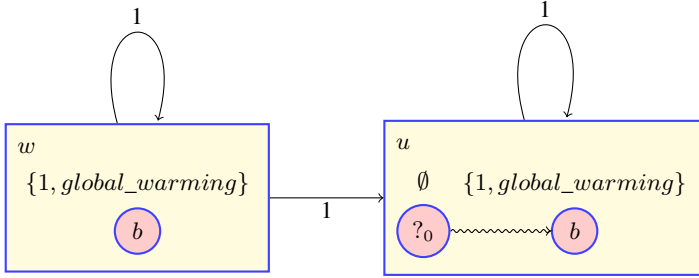 1
1
w
{1, global_warming}
b
1
u
∅ {1, global_warming}
?₀ b